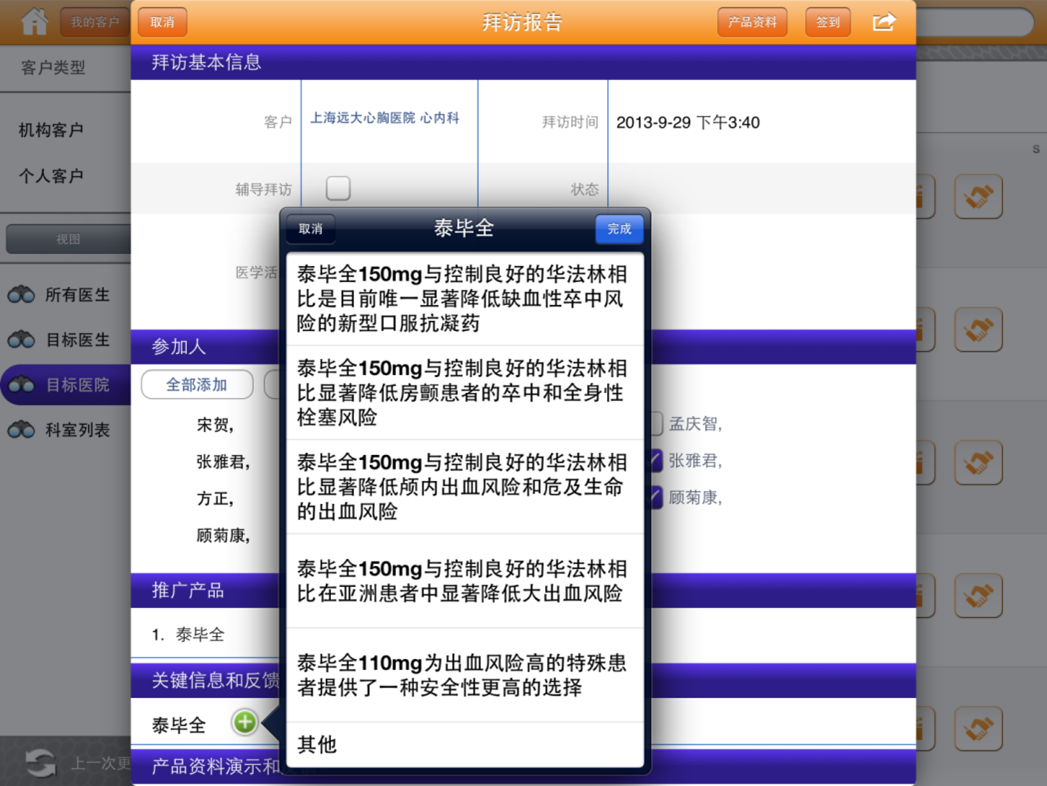 我的客户
取消
拜访报告
产品资料
签到
客户类型
拜访基本信息
机构客户
客户
上海远大心胸医院 心内科
拜访时间
2013-9-29 下午3:40
S
个人客户
辅导拜访
状态
视图
取消
泰毕全
完成
医学活
所有医生
目标医生
目标医院
科室列表
泰毕全150mg与控制良好的华法林相
比是目前唯一显著降低缺血性卒中风
险的新型口服抗凝药
泰毕全150mg与控制良好的华法林相
比显著降低房颤患者的卒中和全身性
栓塞风险
泰毕全150mg与控制良好的华法林相
比显著降低颅内出血风险和危及生命
的出血风险
泰毕全150mg与控制良好的华法林相
比在亚洲患者中显著降低大出血风险
泰毕全110mg为出血风险高的特殊患
者提供了一种安全性更高的选择
其他
参加人
全部添加
宋贺,
张雅君,
方正,
顾菊康,
孟庆智,
张雅君,
顾菊康,
推广产品
1. 泰毕全
关键信息和反馈
泰毕全
产品资料演示和
上一次更